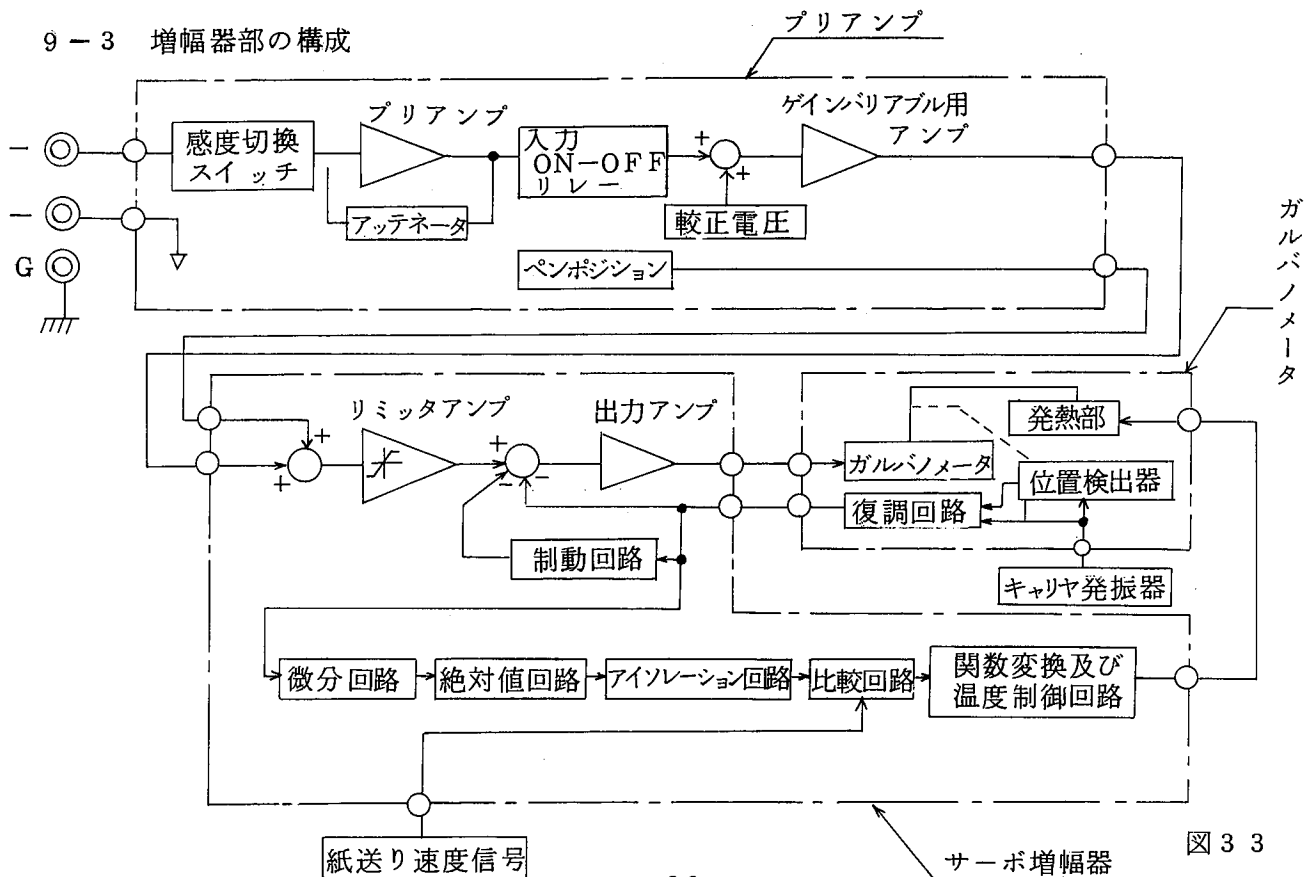 9－3　増幅器部の構成
プリアンプ
－
感度切換
スイッチ
プリアンプ
アッテネータ
入力
ON－OFF
リレー
+
+
較正電圧
ゲインバリアブル用
アンプ
－
G
ペンポジション
ガルバノメータ
リミッタアンプ
+
+
+
－
－
出力アンプ
制動回路
ガルバノメータ
発熱部
位置検出器
復調回路
キャリヤ発振器
微分回路
絶対値回路
アイソレーション回路
比較回路
関数変換及び
温度制御回路
紙送り速度信号
サーボ増幅器
図33